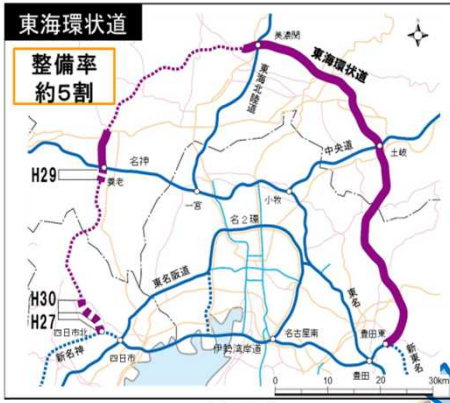 東海環状道
整備率
約5割
美濃関
東海環状道
東海北陸道
中央道
土岐
名神
H29
養老
一宮
小牧
名2環
東名阪道
東名
H30
H27
四日市北
新名神
四日市
伊勢湾岸道
名古屋南
豊田東
新東名
豊田
0 10 20 30km